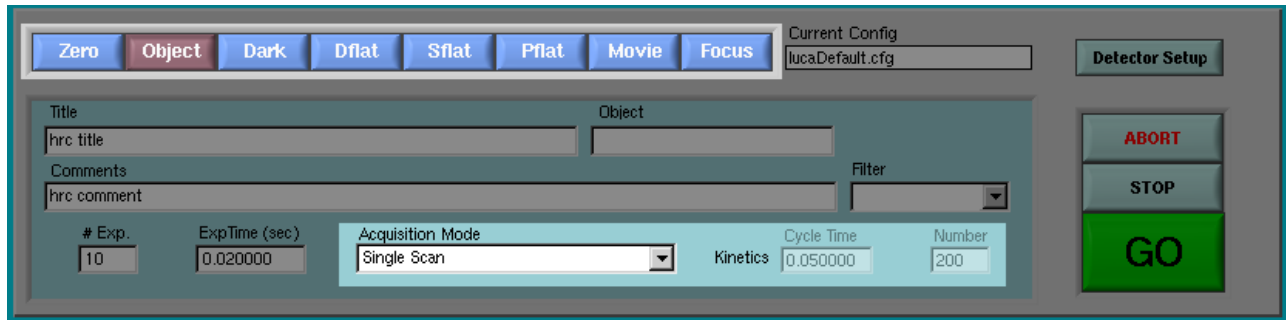 Zero Object Dark Dflat Sflat Pflat Movie Focus
Current Config
lucaDefault.cfg
Detector Setup
Title
hrc title
Object
Comments
hrc comment
Filter
# Exp.
10
ExpTime (sec)
0.020000
Acquisition Mode
Single Scan
Kinetics
Cycle Time
0.050000
Number
200
ABORT
STOP
GO